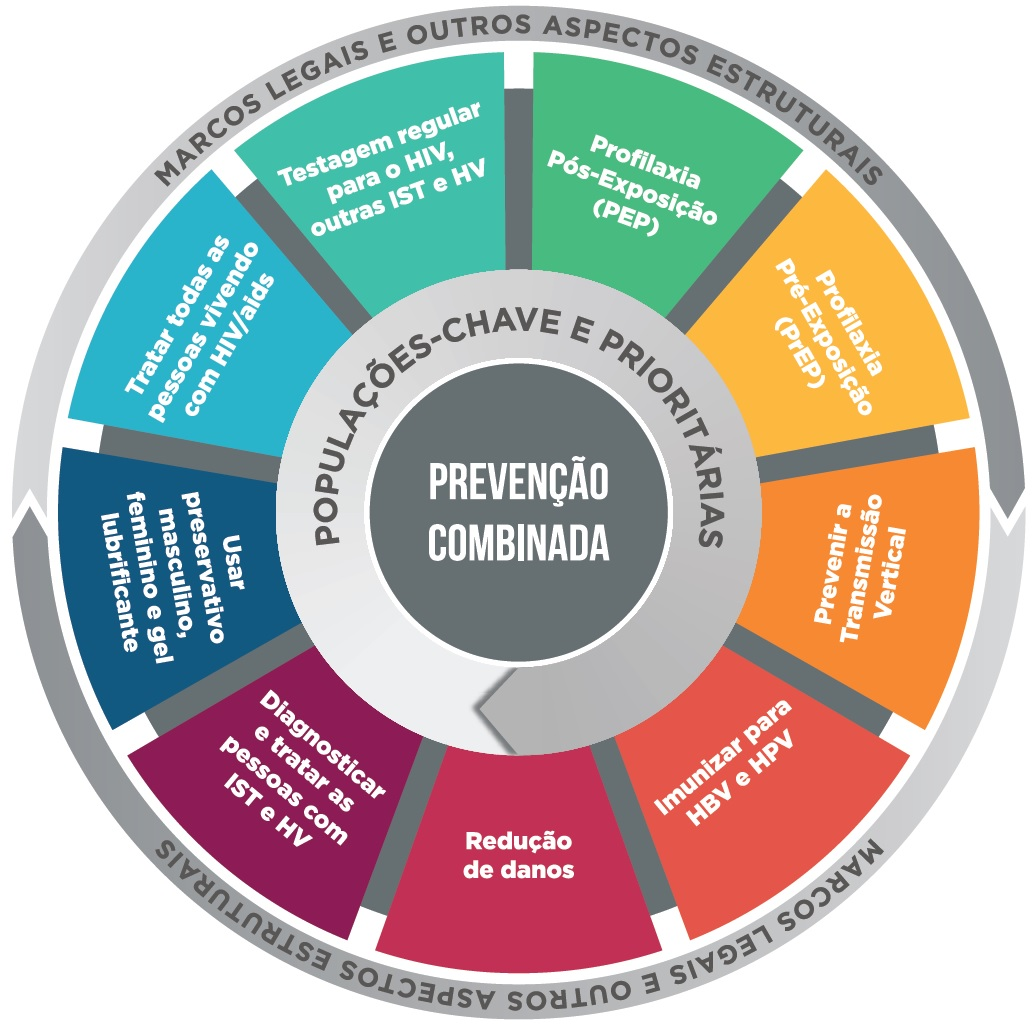 MARCOS LEGAIS E OUTROS ASPECTOS ESTRUTURAIS
Testagem regular
para o HIV,
outras IST e HV
Profilaxia
Pós-Exposição
(PEP)
Profilaxia
Pré-Exposição
(PrEP)
Prevenir a
Transmissão
Vertical
Imunizar para
HBV e HPV
Redução
de danos
Diagnosticar
e tratar as
pessoas com
IST e HV
Usar
preservativo
masculino,
feminino e gel
lubrificante
Tratar todas as
pessoas vivendo
com HIV/aids
POPULAÇÕES-CHAVE E PRIORITÁRIAS
PREVENÇÃO
COMBINADA
MARCOS LEGAIS E OUTROS ASPECTOS ESTRUTURAIS